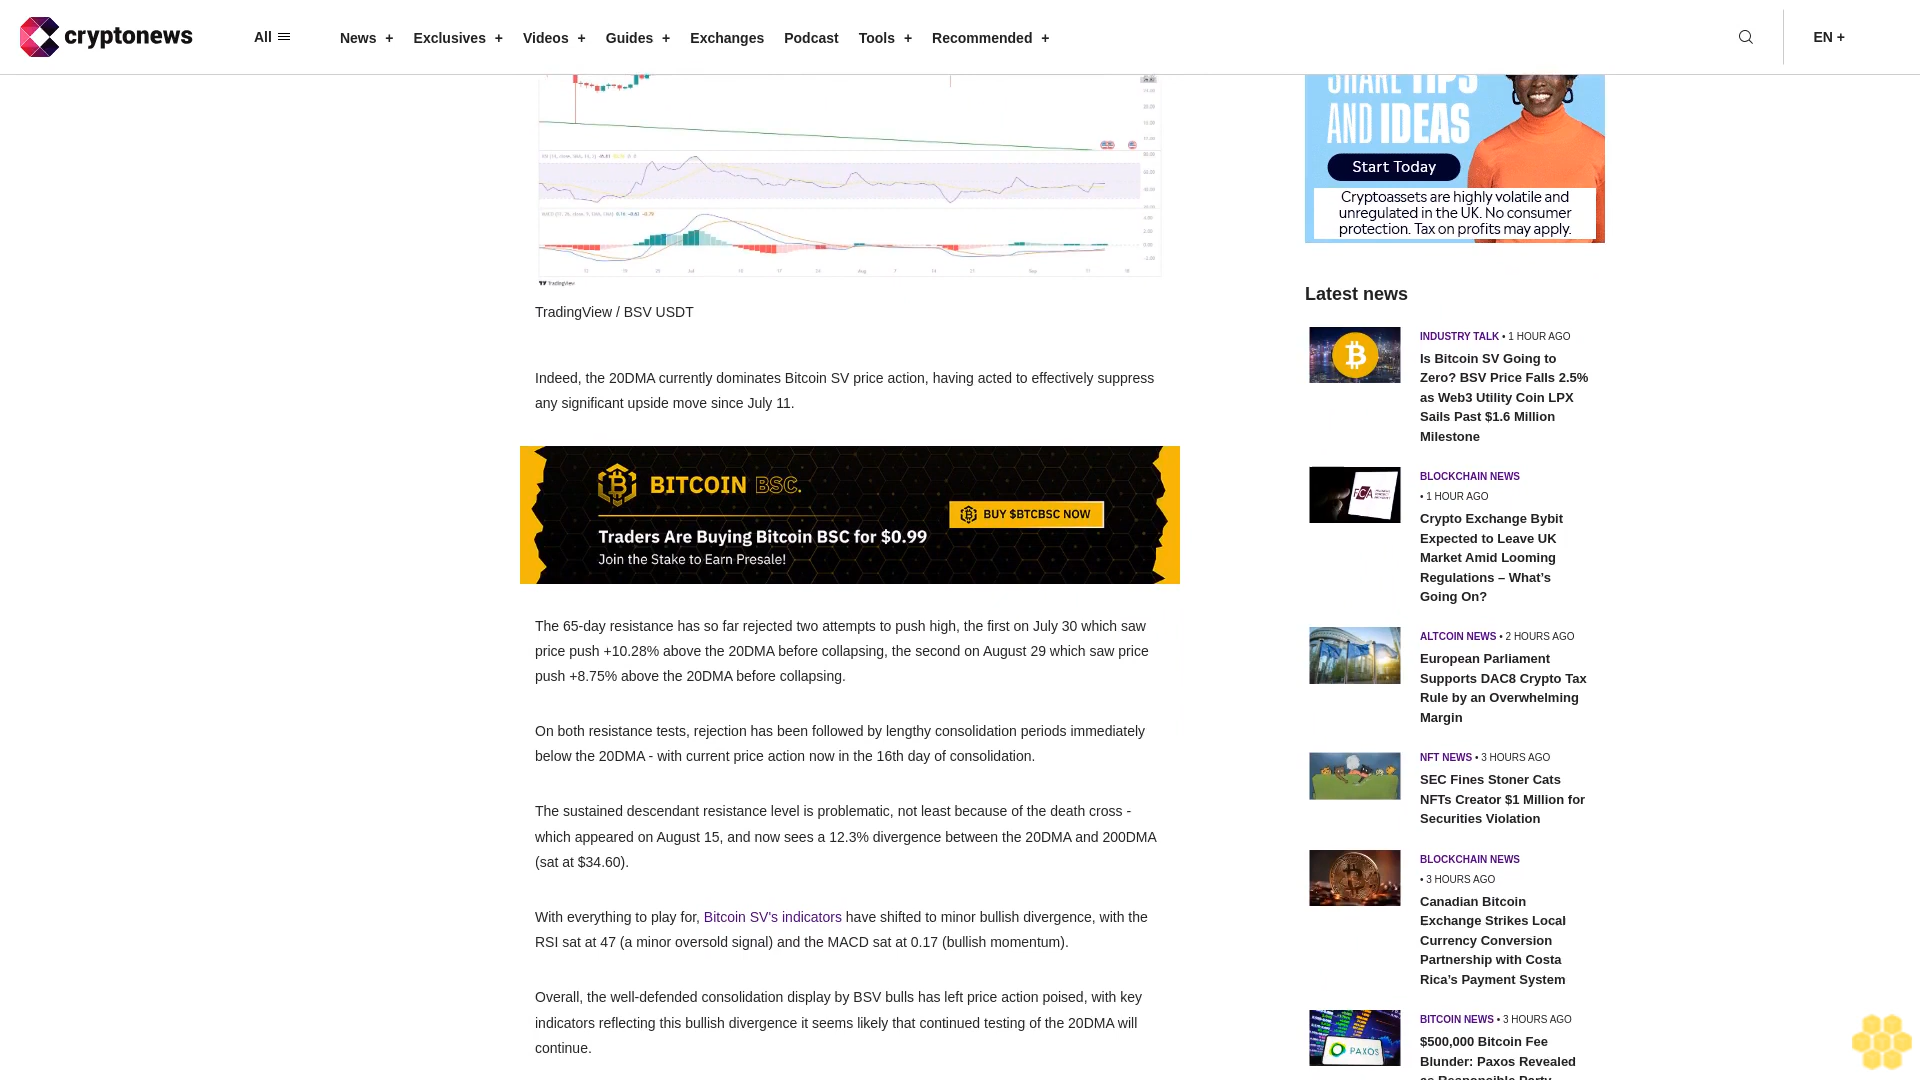 cryptonews
All
News +
Exclusives +
Videos +
Guides +
Exchanges
Podcast
Tools +
Recommended +
EN +
TradingView
TradingView / BSV USDT
Indeed, the 20DMA currently dominates Bitcoin SV price action, having acted to effectively suppress
any significant upside move since July 11.
BITCOIN BSC.
Traders Are Buying Bitcoin BSC for $0.99
Join the Stake to Earn Presale!
BUY $BTCBSC NOW
The 65-day resistance has so far rejected two attempts to push high, the first on July 30 which saw
price push +10.28% above the 20DMA before collapsing, the second on August 29 which saw price
push +8.75% above the 20DMA before collapsing.
On both resistance tests, rejection has been followed by lengthy consolidation periods immediately
below the 20DMA - with current price action now in the 16th day of consolidation.
The sustained descendant resistance level is problematic, not least because of the death cross -
which appeared on August 15, and now sees a 12.3% divergence between the 20DMA and 200DMA
(sat at $34.60).
With everything to play for, Bitcoin SV's indicators have shifted to minor bullish divergence, with the
RSI sat at 47 (a minor oversold signal) and the MACD sat at 0.17 (bullish momentum).
Overall, the well-defended consolidation display by BSV bulls has left price action poised, with key
indicators reflecting this bullish divergence it seems likely that continued testing of the 20DMA will
continue.
SHARE TIPS
AND IDEAS
Start Today
Cryptoassets are highly volatile and
unregulated in the UK. No consumer
protection. Tax on profits may apply.
Latest news
INDUSTRY TALK • 1 HOUR AGO
Is Bitcoin SV Going to
Zero? BSV Price Falls 2.5%
as Web3 Utility Coin LPX
Sails Past $1.6 Million
Milestone
FCA
BLOCKCHAIN NEWS
• 1 HOUR AGO
Crypto Exchange Bybit
Expected to Leave UK
Market Amid Looming
Regulations – What’s
Going On?
ALTCOIN NEWS • 2 HOURS AGO
European Parliament
Supports DAC8 Crypto Tax
Rule by an Overwhelming
Margin
NFT NEWS • 3 HOURS AGO
SEC Fines Stoner Cats
NFTs Creator $1 Million for
Securities Violation
BLOCKCHAIN NEWS
• 3 HOURS AGO
Canadian Bitcoin
Exchange Strikes Local
Currency Conversion
Partnership with Costa
Rica’s Payment System
PAXOS
BITCOIN NEWS • 3 HOURS AGO
$500,000 Bitcoin Fee
Blunder: Paxos Revealed
as Responsible Party